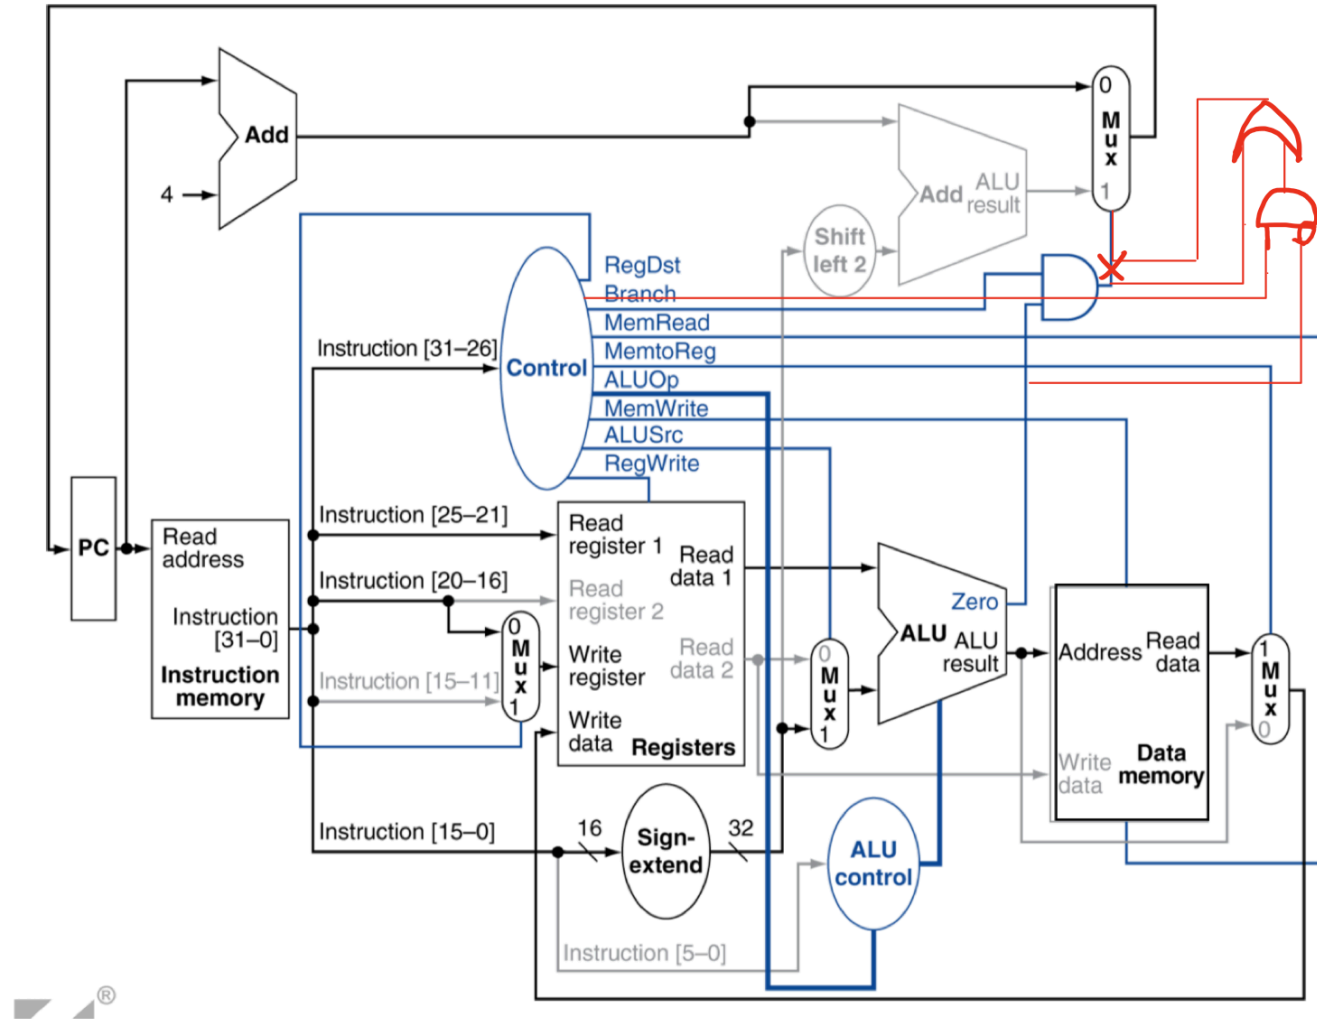 0
M
u
x
1
Add
4
Add
ALU
result
Shift
left 2
RegDst
Branch
MemRead
MemtoReg
ALUOp
MemWrite
ALUSrc
RegWrite
Control
Instruction [31–26]
Instruction [25–21]
Instruction [20–16]
Instruction [15–11]
Instruction [15–0]
Instruction [5–0]
PC
Read
address
Instruction
[31–0]
Instruction
memory
0
M
u
x
1
Read
register 1
Read
register 2
Write
register
Write
data
Read
data 1
Read
data 2
Registers
16
Sign-
extend
32
0
M
u
x
1
Zero
ALU
ALU
result
ALU
control
Address
Read
data
Write
data
Data
memory
1
M
u
x
0
®